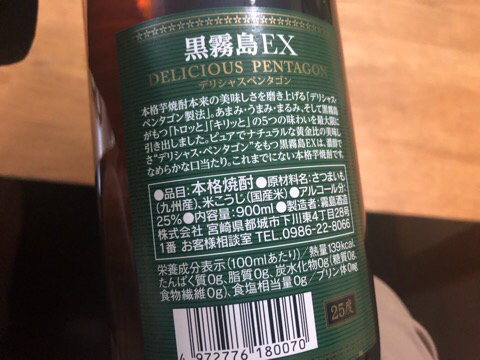 黒霧島EX
DELICIOUS PENTAGON
デリシャスペンタゴン
本格芋焼酎本来の美味しさを磨き上げる「デリシャス・
ペンタゴン製法」。あまみ・うまみ・まるみ、そして黒霧島
がもつ「トロッと」「キリッと」の5つの味わいを最大限に
引き出しました。ピュアでナチュラルな黄金比の美味し
さ“デリシャス・ペンタゴン”をもつ黒霧島EXは、濃醇で
なめらかな口当たり。これまでにない本格芋焼酎です。
●品目:本格焼酎●原材料名:さつまいも
(九州産)、米こうじ(国産米)●アルコール分:
25%●内容量:900ml●製造者:霧島酒造
株式会社 宮崎県都城市下川東4丁目28号
1番 お客様相談室 TEL.0986-22-8066
栄養成分表示(100mlあたり)/熱量139kcal、
たんぱく質0g、脂質0g、炭水化物0g(糖質0g、
食物繊維0g)、食塩相当量0g/プリン体0mg
25度
4 972776 180070